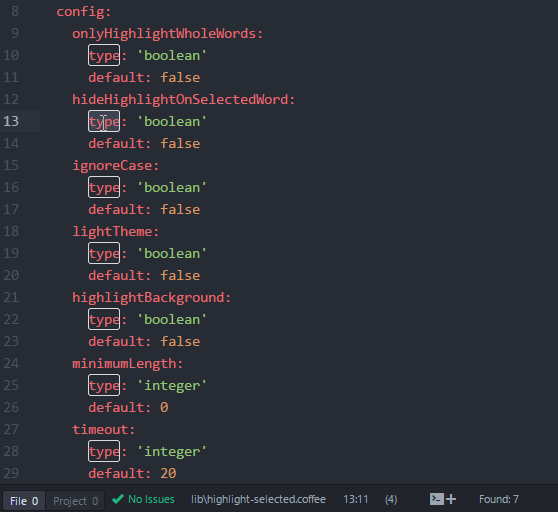 8 config:
9 onlyHighlightWholeWords:
10 type: 'boolean'
11 default: false
12 hideHighlightOnSelectedWord:
13 type: 'boolean'
14 default: false
15 ignoreCase:
16 type: 'boolean'
17 default: false
18 lightTheme:
19 type: 'boolean'
20 default: false
21 highlightBackground:
22 type: 'boolean'
23 default: false
24 minimumLength:
25 type: 'integer'
26 default: 0
27 timeout:
28 type: 'integer'
29 default: 20
File 0 Project 0 No Issues lib\highlight-selected.coffee 13:11 (4) Found: 7